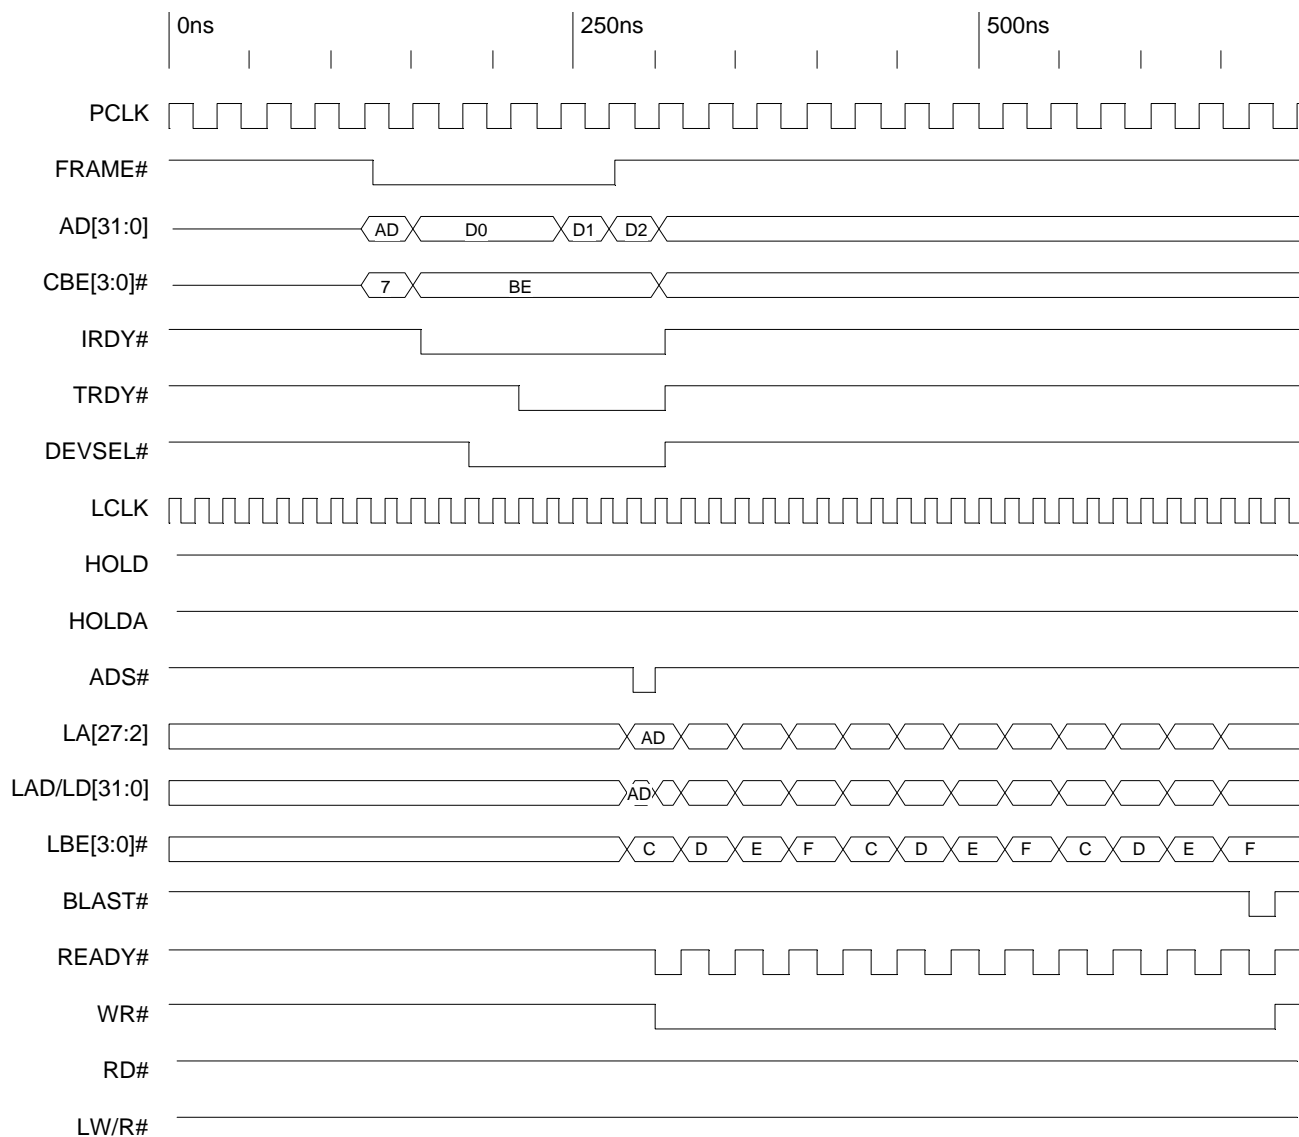 0ns 250ns 500ns
PCLK
FRAME#
AD[31:0] AD D0 D1 D2
CBE[3:0]# 7 BE
IRDY#
TRDY#
DEVSEL#
LCLK
HOLD
HOLDA
ADS#
LA[27:2] AD
LAD/LD[31:0] AD
LBE[3:0]# C D E F C D E F C D E F
BLAST#
READY#
WR#
RD#
LW/R#